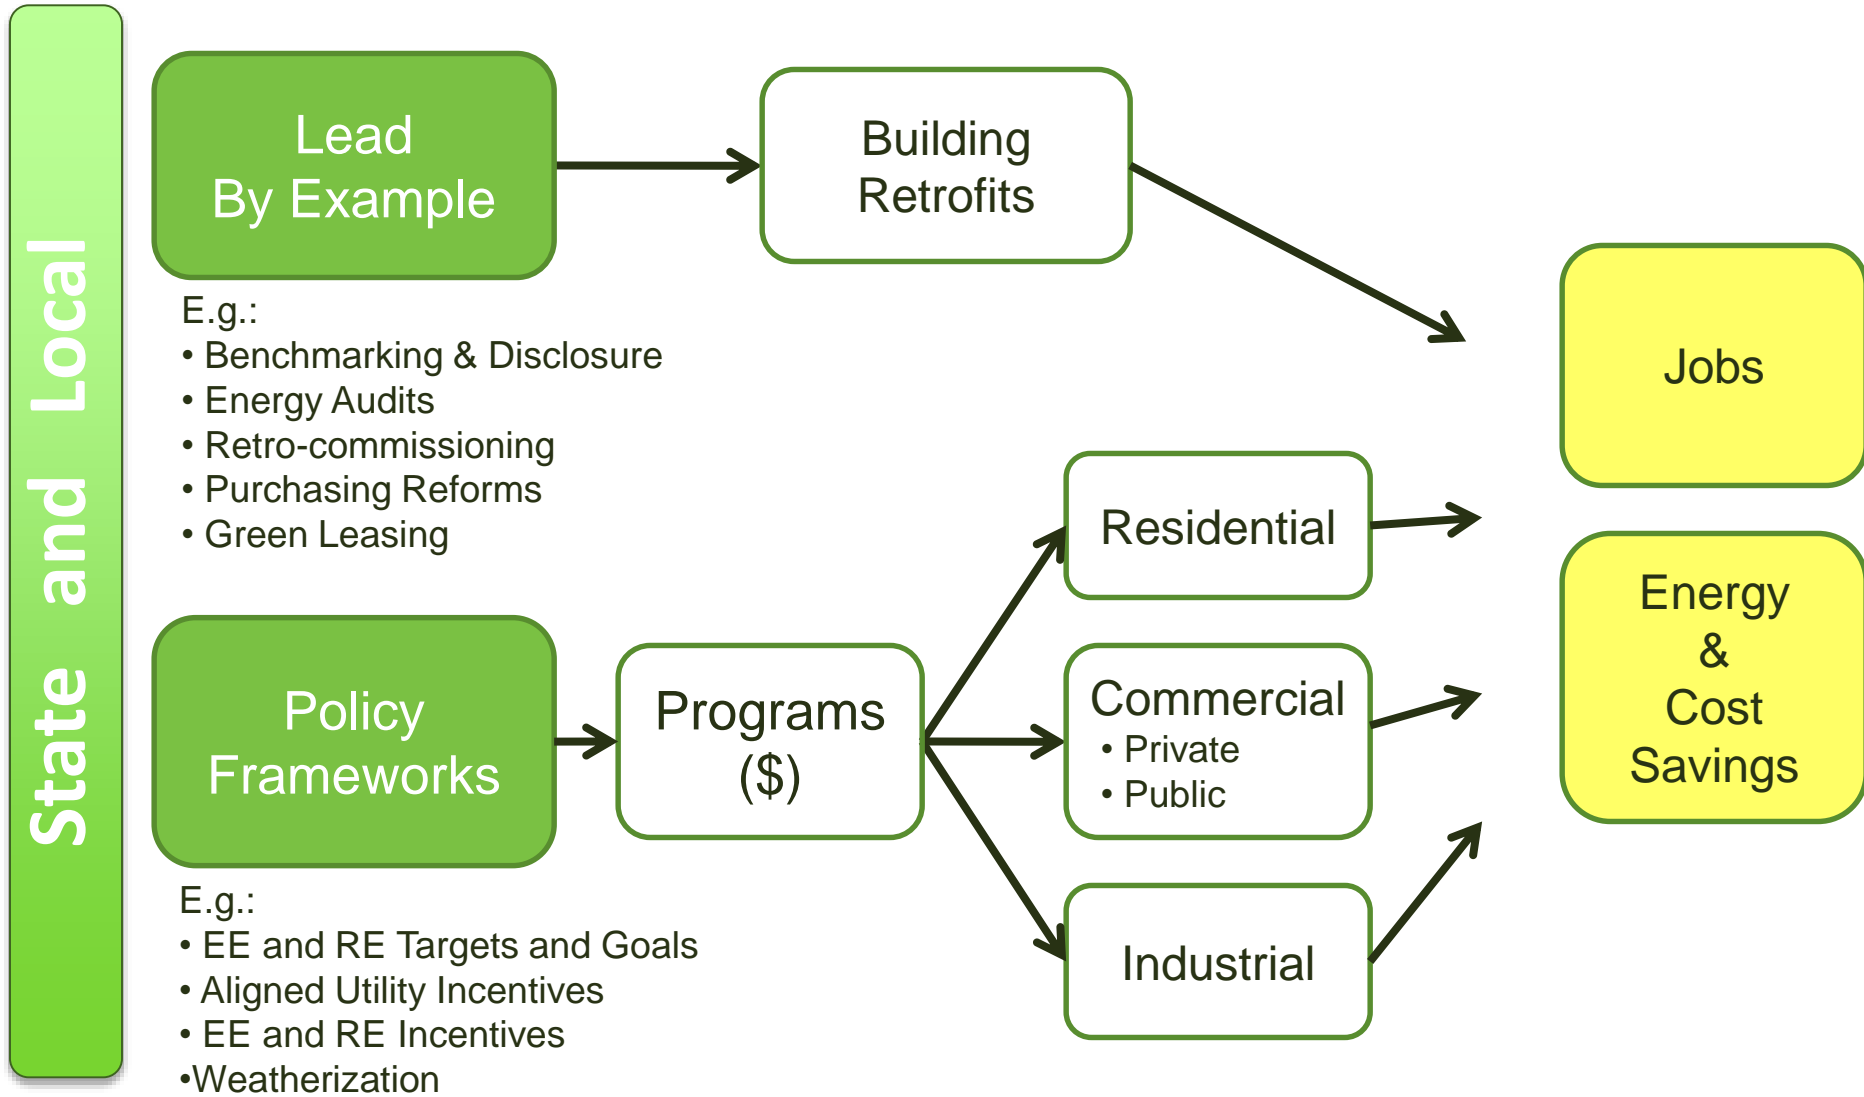 State and Local
Lead
By Example
E.g.:
• Benchmarking & Disclosure
• Energy Audits
• Retro-commissioning
• Purchasing Reforms
• Green Leasing
Building
Retrofits
Policy
Frameworks
E.g.:
• EE and RE Targets and Goals
• Aligned Utility Incentives
• EE and RE Incentives
•Weatherization
Programs
($)
Residential
Commercial
• Private
• Public
Industrial
Jobs
Energy
&
Cost
Savings